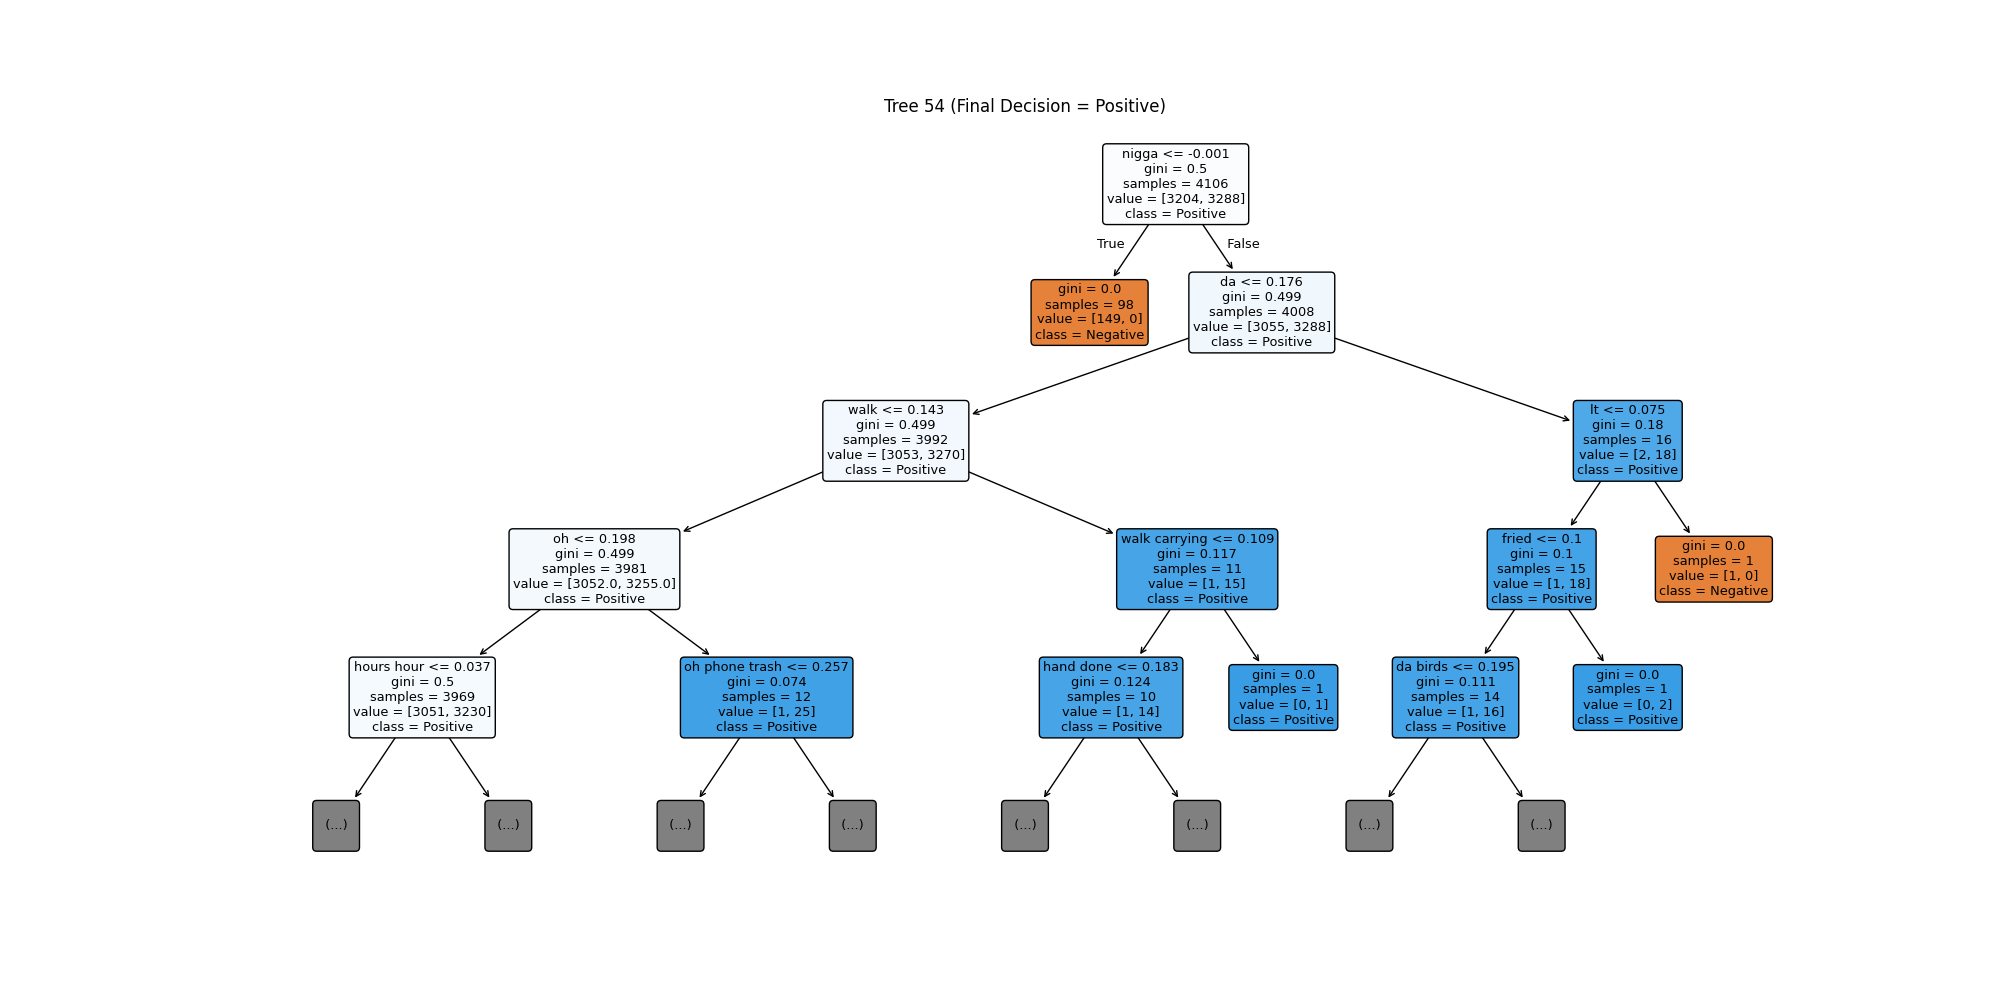 Tree 54 (Final Decision = Positive)
nigga <= -0.001
gini = 0.5
samples = 4106
value = [3204, 3288]
class = Positive
True
False
gini = 0.0
samples = 98
value = [149, 0]
class = Negative
da <= 0.176
gini = 0.499
samples = 4008
value = [3055, 3288]
class = Positive
walk <= 0.143
gini = 0.499
samples = 3992
value = [3053, 3270]
class = Positive
lt <= 0.075
gini = 0.18
samples = 16
value = [2, 18]
class = Positive
oh <= 0.198
gini = 0.499
samples = 3981
value = [3052.0, 3255.0]
class = Positive
walk carrying <= 0.109
gini = 0.117
samples = 11
value = [1, 15]
class = Positive
fried <= 0.1
gini = 0.1
samples = 15
value = [1, 18]
class = Positive
gini = 0.0
samples = 1
value = [1, 0]
class = Negative
hours hour <= 0.037
gini = 0.5
samples = 3969
value = [3051, 3230]
class = Positive
oh phone trash <= 0.257
gini = 0.074
samples = 12
value = [1, 25]
class = Positive
hand done <= 0.183
gini = 0.124
samples = 10
value = [1, 14]
class = Positive
gini = 0.0
samples = 1
value = [0, 1]
class = Positive
da birds <= 0.195
gini = 0.111
samples = 14
value = [1, 16]
class = Positive
gini = 0.0
samples = 1
value = [0, 2]
class = Positive
(...)
(...)
(...)
(...)
(...)
(...)
(...)
(...)